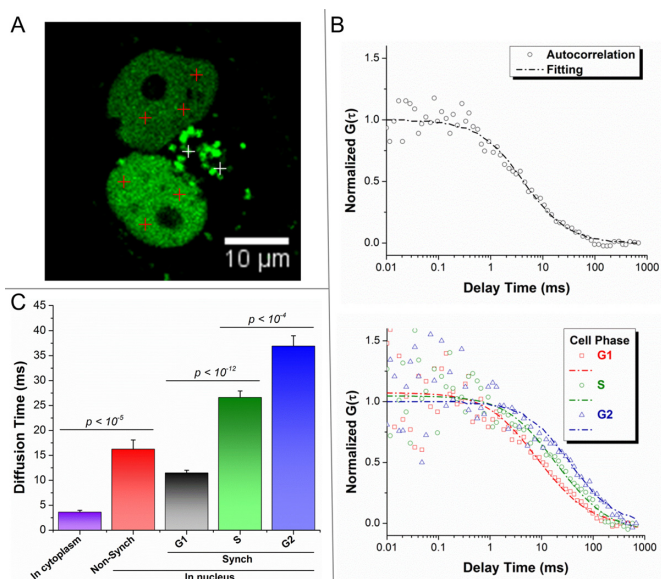 A
10 µm
B
Normalized G(τ)
1.5
1.0
0.5
0.0
Autocorrelation
Fitting
0.01 0.1 1 10 100 1000
Delay Time (ms)
Normalized G(τ)
1.5
1.0
0.50
0.0
Cell Phase
G1
S
G2
0.01 0.1 1 10 100 1000
Delay Time (ms)
C
Diffusion Time (ms)
45
40
35
30
25
20
15
10
5
0
p < 10-5
p < 10-12
p < 10-4
In cytoplasm
Non-Synch
G1 S G2
Synch
In nucleus